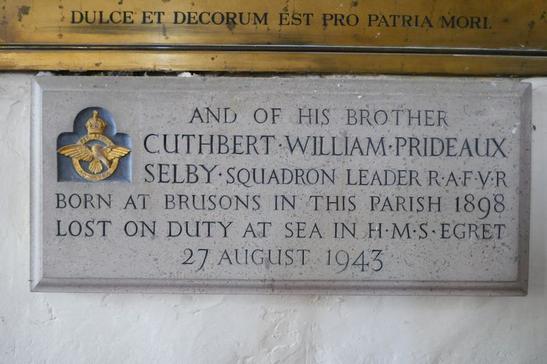 DULCE ET DECORUM EST PRO PATRIA MORI.
AND OF HIS BROTHER
CUTHBERT·WILLIAM·PRIDEAUX
SELBY·SQUADRON LEADER R·A·F·V·R
BORN AT BRUSONS IN THIS PARISH 1898
LOST ON DUTY AT SEA IN H·M·S·EGRET
27 AUGUST 1943